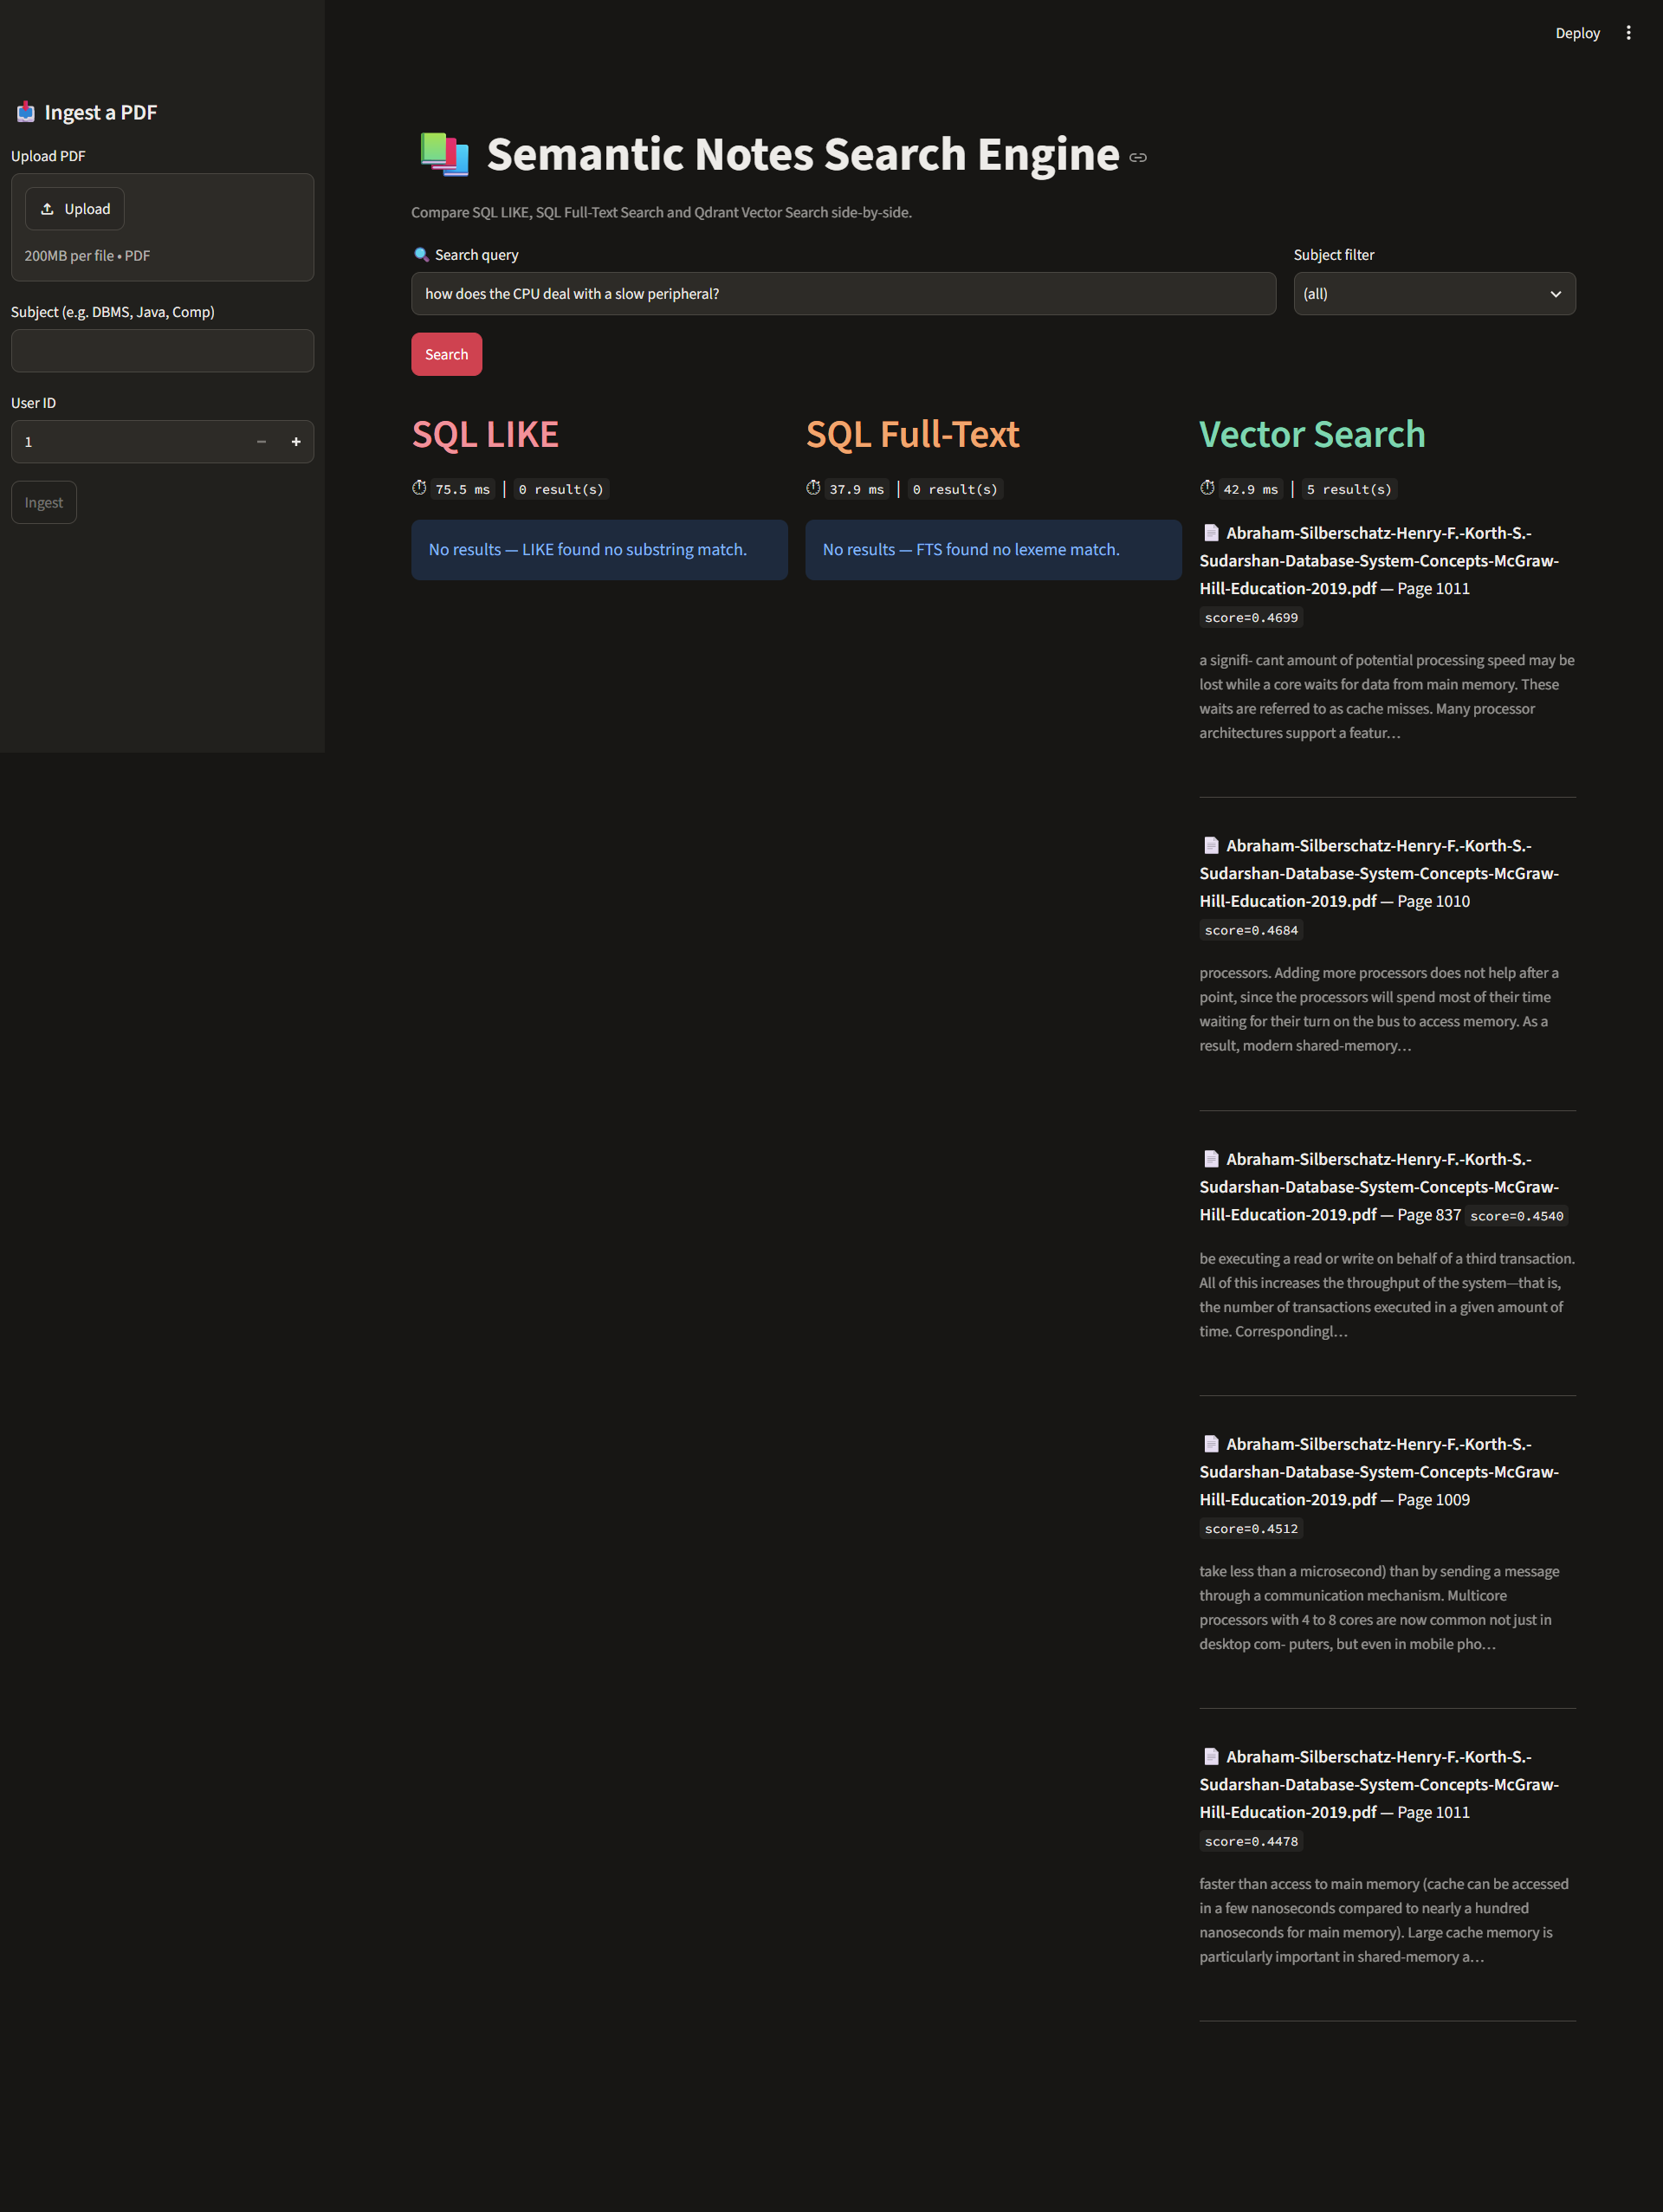 Deploy
Ingest a PDF
Upload PDF
Upload
200MB per file • PDF
Subject (e.g. DBMS, Java, Comp)
User ID
1
Ingest
Semantic Notes Search Engine
Compare SQL LIKE, SQL Full-Text Search and Qdrant Vector Search side-by-side.
Search query
how does the CPU deal with a slow peripheral?
Subject filter
(all)
Search
SQL LIKE
75.5 ms | 0 result(s)
No results — LIKE found no substring match.
SQL Full-Text
37.9 ms | 0 result(s)
No results — FTS found no lexeme match.
Vector Search
42.9 ms | 5 result(s)
Abraham-Silberschatz-Henry-F.-Korth-S.-
Sudarshan-Database-System-Concepts-McGraw-
Hill-Education-2019.pdf — Page 1011
score=0.4699
a signifi- cant amount of potential processing speed may be
lost while a core waits for data from main memory. These
waits are referred to as cache misses. Many processor
architectures support a featur…
Abraham-Silberschatz-Henry-F.-Korth-S.-
Sudarshan-Database-System-Concepts-McGraw-
Hill-Education-2019.pdf — Page 1010
score=0.4684
processors. Adding more processors does not help after a
point, since the processors will spend most of their time
waiting for their turn on the bus to access memory. As a
result, modern shared-memory…
Abraham-Silberschatz-Henry-F.-Korth-S.-
Sudarshan-Database-System-Concepts-McGraw-
Hill-Education-2019.pdf — Page 837 score=0.4540
be executing a read or write on behalf of a third transaction.
All of this increases the throughput of the system—that is,
the number of transactions executed in a given amount of
time. Correspondingl…
Abraham-Silberschatz-Henry-F.-Korth-S.-
Sudarshan-Database-System-Concepts-McGraw-
Hill-Education-2019.pdf — Page 1009
score=0.4512
take less than a microsecond) than by sending a message
through a communication mechanism. Multicore
processors with 4 to 8 cores are now common not just in
desktop com- puters, but even in mobile pho…
Abraham-Silberschatz-Henry-F.-Korth-S.-
Sudarshan-Database-System-Concepts-McGraw-
Hill-Education-2019.pdf — Page 1011
score=0.4478
faster than access to main memory (cache can be accessed
in a few nanoseconds compared to nearly a hundred
nanoseconds for main memory). Large cache memory is
particularly important in shared-memory a…